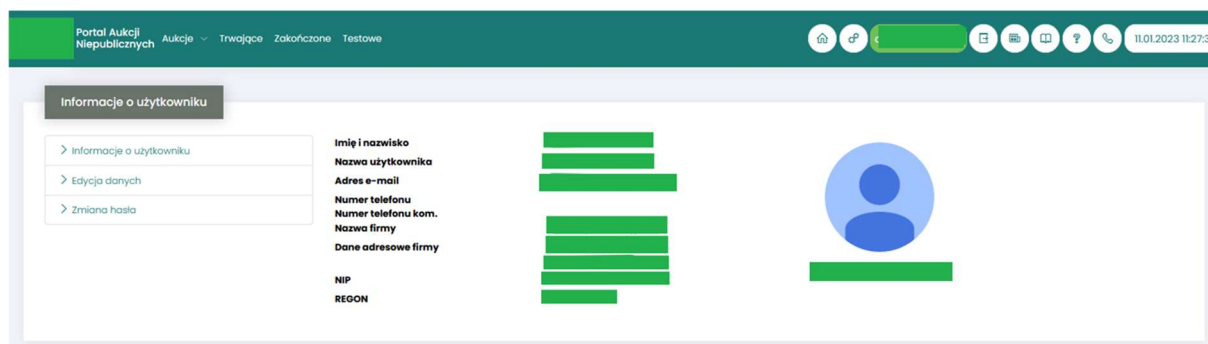 Portal Aukcji
Niepublicznych
Aukcje Trwające Zakończone Testowe
11.01.2023 11:27:3
Informacje o użytkowniku
Informacje o użytkowniku
Edycja danych
Zmiana hasła
Imię i nazwisko
Nazwa użytkownika
Adres e-mail
Numer telefonu
Numer telefonu kom.
Nazwa firmy
Dane adresowe firmy
NIP
REGON